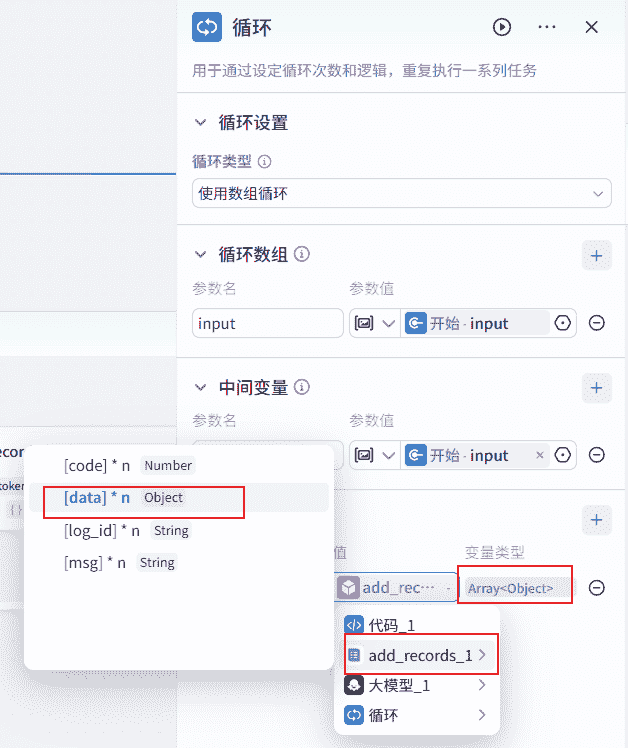 循环
用于通过设定循环次数和逻辑，重复执行一系列任务
循环设置
循环类型
使用数组循环
循环数组
参数名 参数值
input 开始 - input
中间变量
参数名 参数值
开始 - input
[code] * n Number
[data] * n Object
[log_id] * n String
[msg] * n String
值 变量类型
add_rec··· - Array<Object>
代码_1
add_records_1
大模型_1
循环